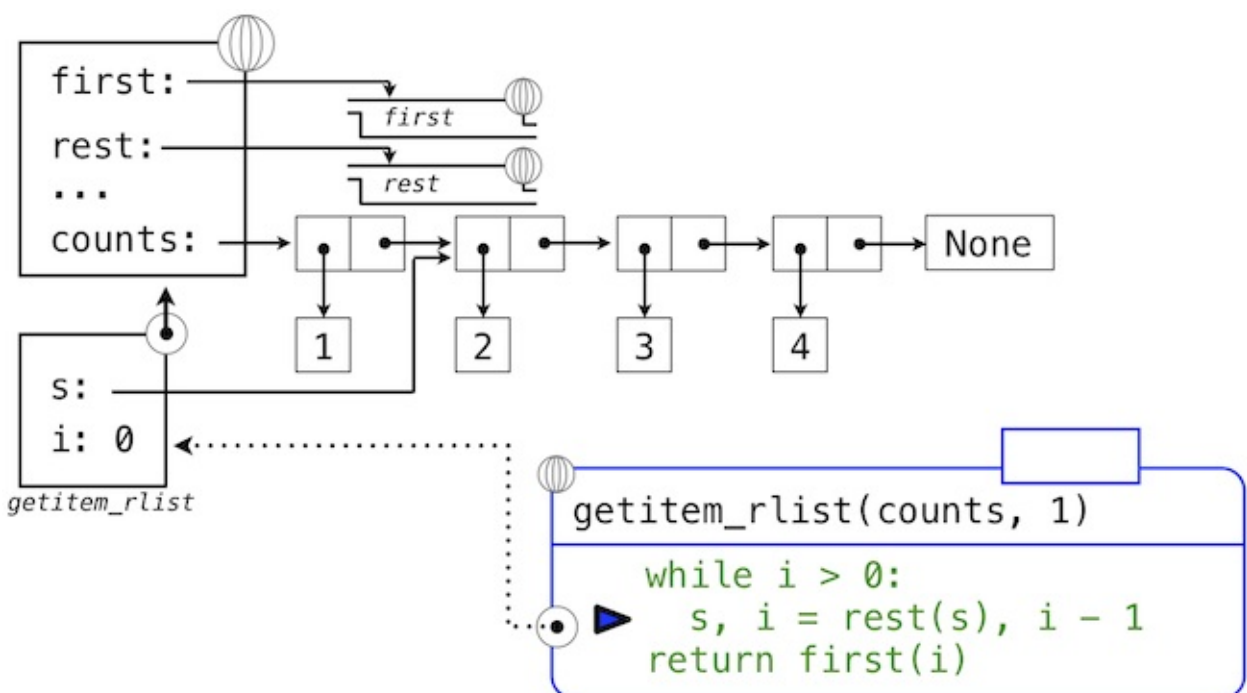 first:
first
rest:
rest
...
counts:
None
1 2 3 4
s:
i: 0
getitem_rlist
getitem_rlist(counts, 1)
while i > 0:
s, i = rest(s), i - 1
return first(i)